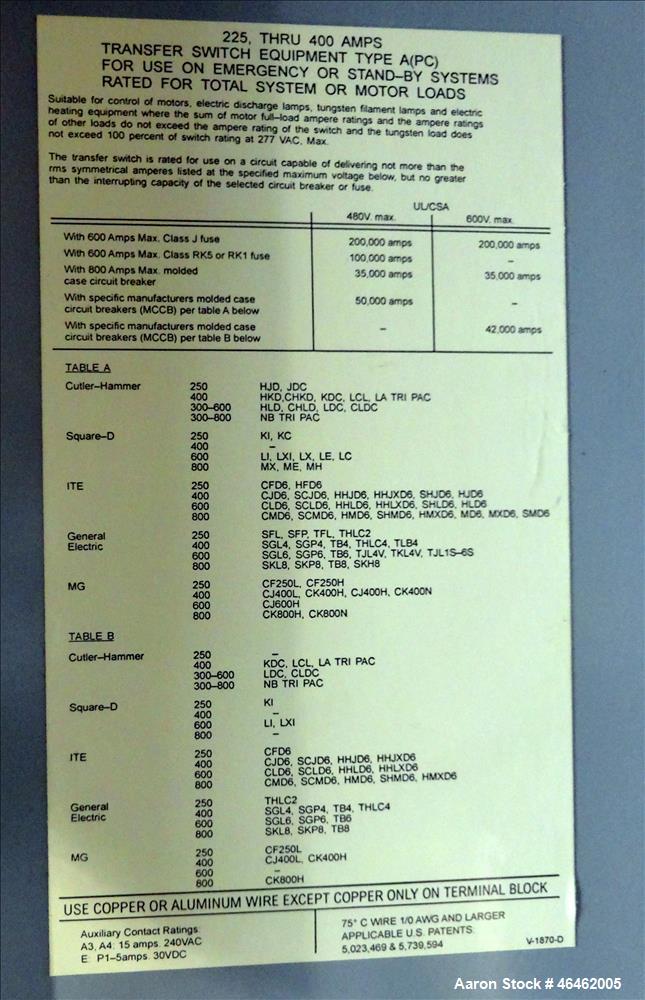 225, THRU 400 AMPS
TRANSFER SWITCH EQUIPMENT TYPE A(PC)
FOR USE ON EMERGENCY OR STAND-BY SYSTEMS
RATED FOR TOTAL SYSTEM OR MOTOR LOADS
Suitable for control of motors, electric discharge lamps, tungsten filament lamps and electric
heating equipment where the sum of motor full-load ampere ratings and the ampere ratings
of other loads do not exceed the ampere rating of the switch and the tungsten load does
not exceed 100 percent of switch rating at 277 VAC, Max.
The transfer switch is rated for use on a circuit capable of delivering not more than the
rms symmetrical amperes listed at the specified maximum voltage below, but no greater
than the interrupting capacity of the selected circuit breaker or fuse.
UL/CSA
480V. max. 600V. max.
With 600 Amps Max. Class J fuse 200,000 amps 200,000 amps
With 600 Amps Max. Class RK5 or RK1 fuse 100,000 amps –
With 800 Amps Max. molded 35,000 amps 35,000 amps
case circuit breaker
With specific manufacturers molded case 50,000 amps –
circuit breakers (MCCB) per table A below
With specific manufacturers molded case – 42,000 amps
circuit breakers (MCCB) per table B below
TABLE A
Cutler–Hammer 250 HJD, JDC
400 HKD,CHKD, KDC, LCL, LA TRI PAC
300–600 HLD, CHLD, LDC, CLDC
300–800 NB TRI PAC
Square–D 250 KI, KC
400 –
600 LI, LXI, LX, LE, LC
800 MX, ME, MH
ITE 250 CFD6, HFD6
400 CJD6, SCJD6, HHJD6, HHJXD6, SHJD6, HJD6
600 CLD6, SCLD6, HHLD6, HHLXD6, SHLD6, HLD6
800 CMD6, SCMD6, HMD6, SHMD6, HMXD6, MD6, MXD6, SMD6
General 250 SFL, SFP, TFL, THLC2
Electric 400 SGL4, SGP4, TB4, THLC4, TLB4
600 SGL6, SGP6, TB6, TJL4V, TKL4V, TJL1S–6S
800 SKL8, SKP8, TB8, SKH8
MG 250 CF250L, CF250H
400 CJ400L, CK400H, CJ400H, CK400N
600 CJ600H
800 CK800H, CK800N
TABLE B
Cutler–Hammer 250 –
400 KDC, LCL, LA TRI PAC
300–600 LDC, CLDC
300–800 NB TRI PAC
Square–D 250 KI
400 –
600 LI, LXI
800 –
ITE 250 CFD6
400 CJD6, SCJD6, HHJD6, HHJXD6
600 CLD6, SCLD6, HHLD6, HHLXD6
800 CMD6, SCMD6, HMD6, SHMD6, HMXD6
General 250 THLC2
Electric 400 SGL4, SGP4, TB4, THLC4
600 SGL6, SGP6, TB6
800 SKL8, SKP8, TB8
MG 250 CF250L
400 CJ400L, CK400H
600 –
800 CK800H
USE COPPER OR ALUMINUM WIRE EXCEPT COPPER ONLY ON TERMINAL BLOCK
Auxiliary Contact Ratings:
A3, A4: 15 amps. 240VAC
E: P1–5amps. 30VDC
75° C WIRE 1/0 AWG AND LARGER
APPLICABLE U.S. PATENTS:
5,023,469 & 5,739,594
V-1870-D
Aaron Stock # 46462005